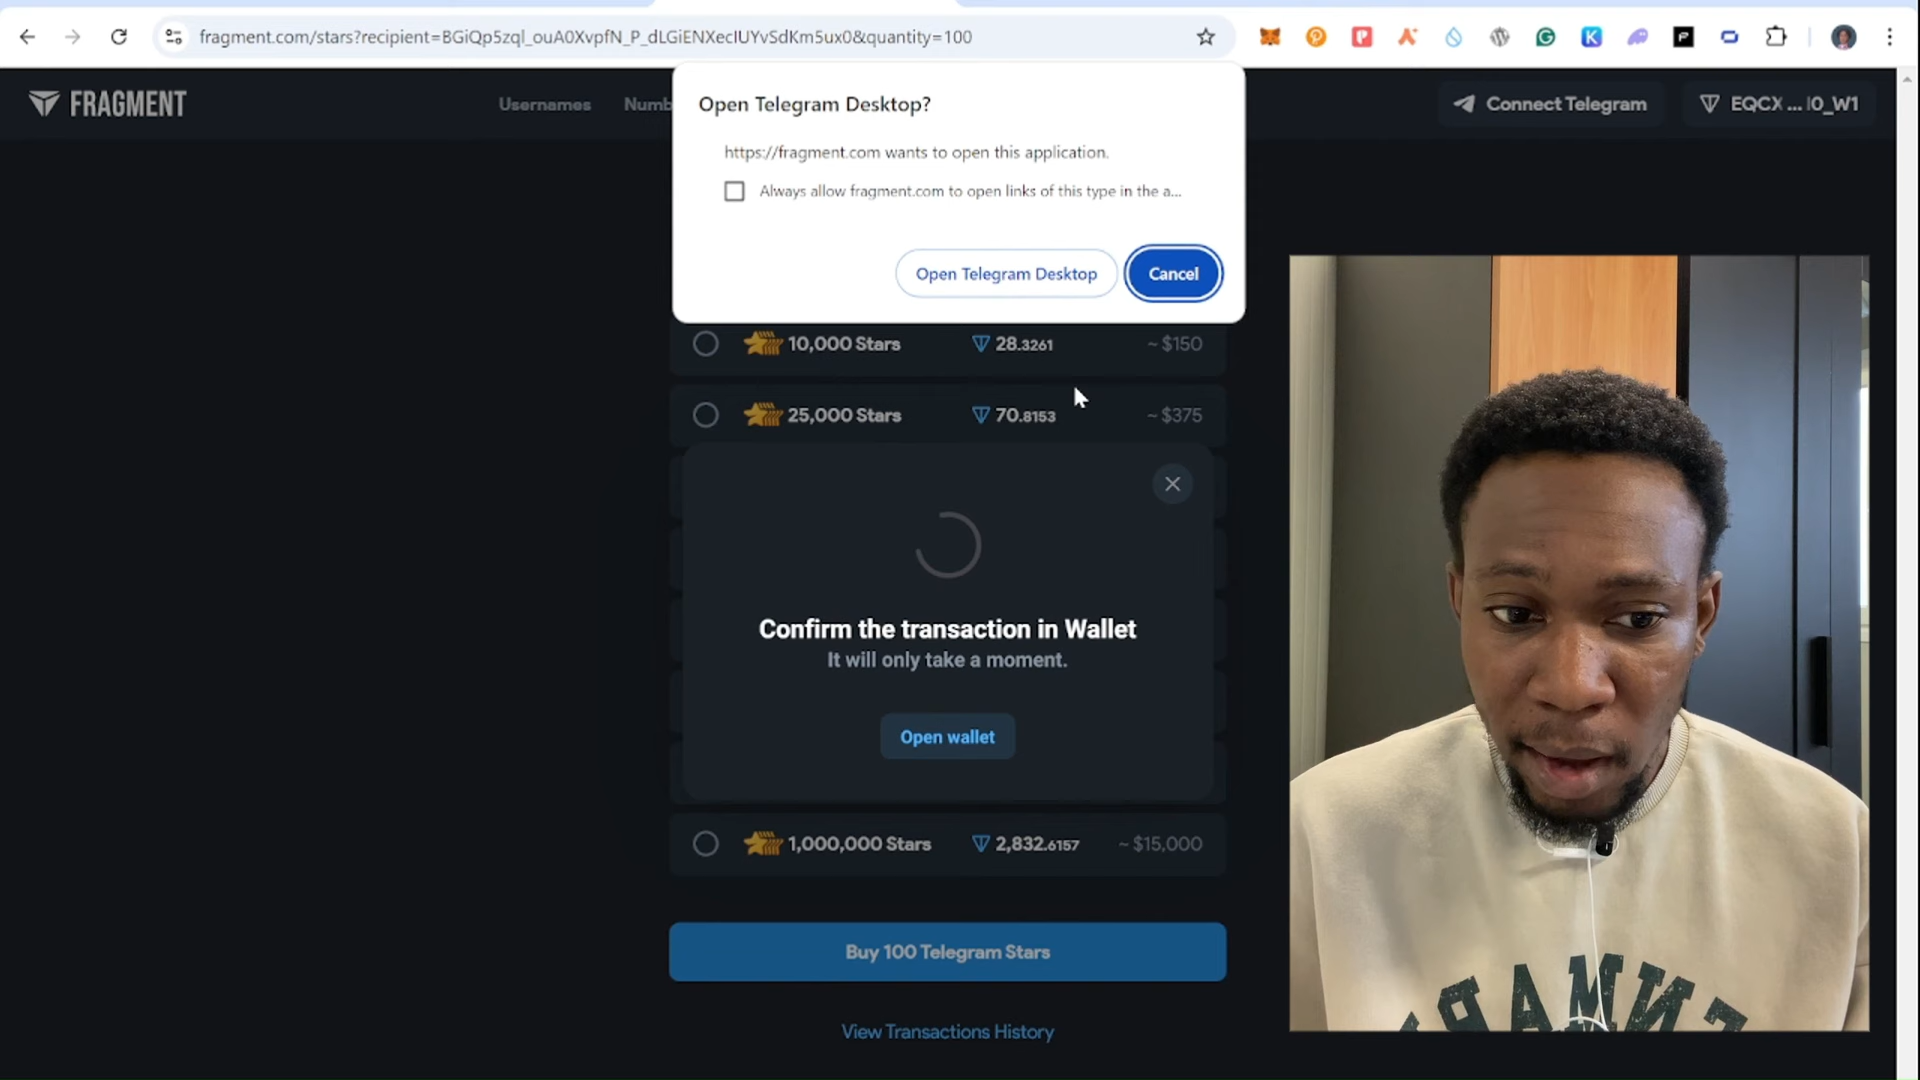 fragment.com/stars?recipient=BGiQp5zql_ouA0XvpfN_P_dLGiENXecIUYvSdKm5ux0&quantity=100
FRAGMENT
Usernames
Numb
Connect Telegram
EQCX ... I0_W1
Open Telegram Desktop?
https://fragment.com wants to open this application.
Always allow fragment.com to open links of this type in the a...
Open Telegram Desktop
Cancel
10,000 Stars
28.3261
~ $150
25,000 Stars
70.8153
~ $375
Confirm the transaction in Wallet
It will only take a moment.
Open wallet
1,000,000 Stars
2,832.6157
~ $15,000
Buy 100 Telegram Stars
View Transactions History